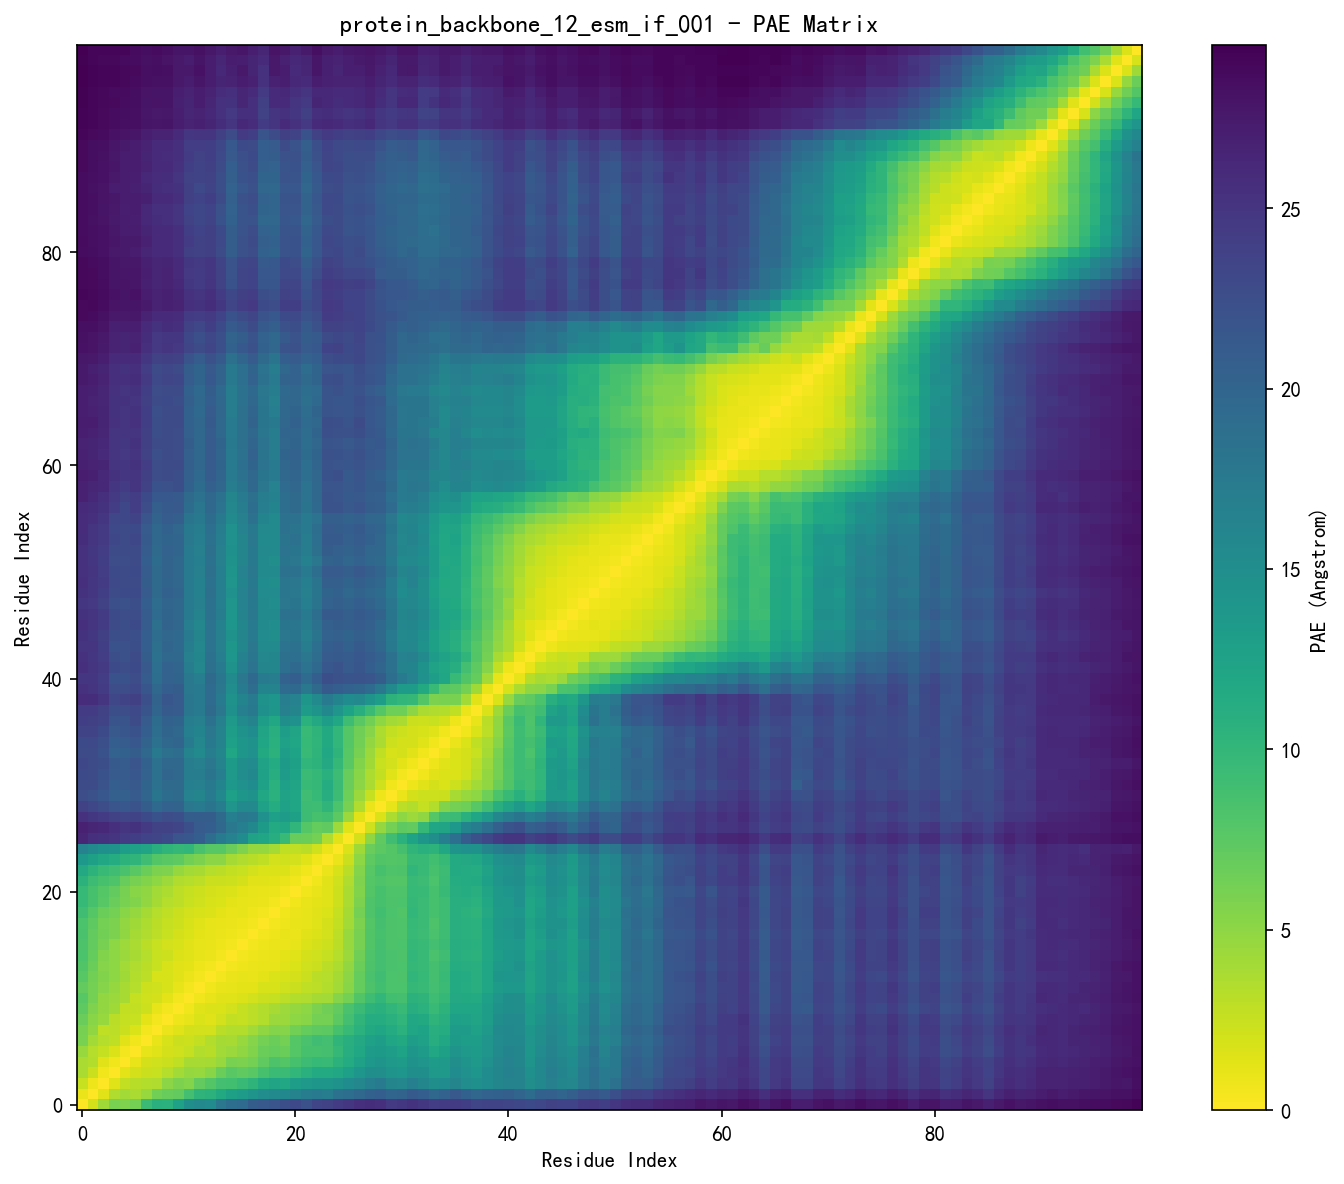 protein_backbone_12_esm_if_001 - PAE Matrix
80
60
40
20
0
Residue Index
0 20 40 60 80
Residue Index
25
20
15
10
5
0
PAE (Angstrom)